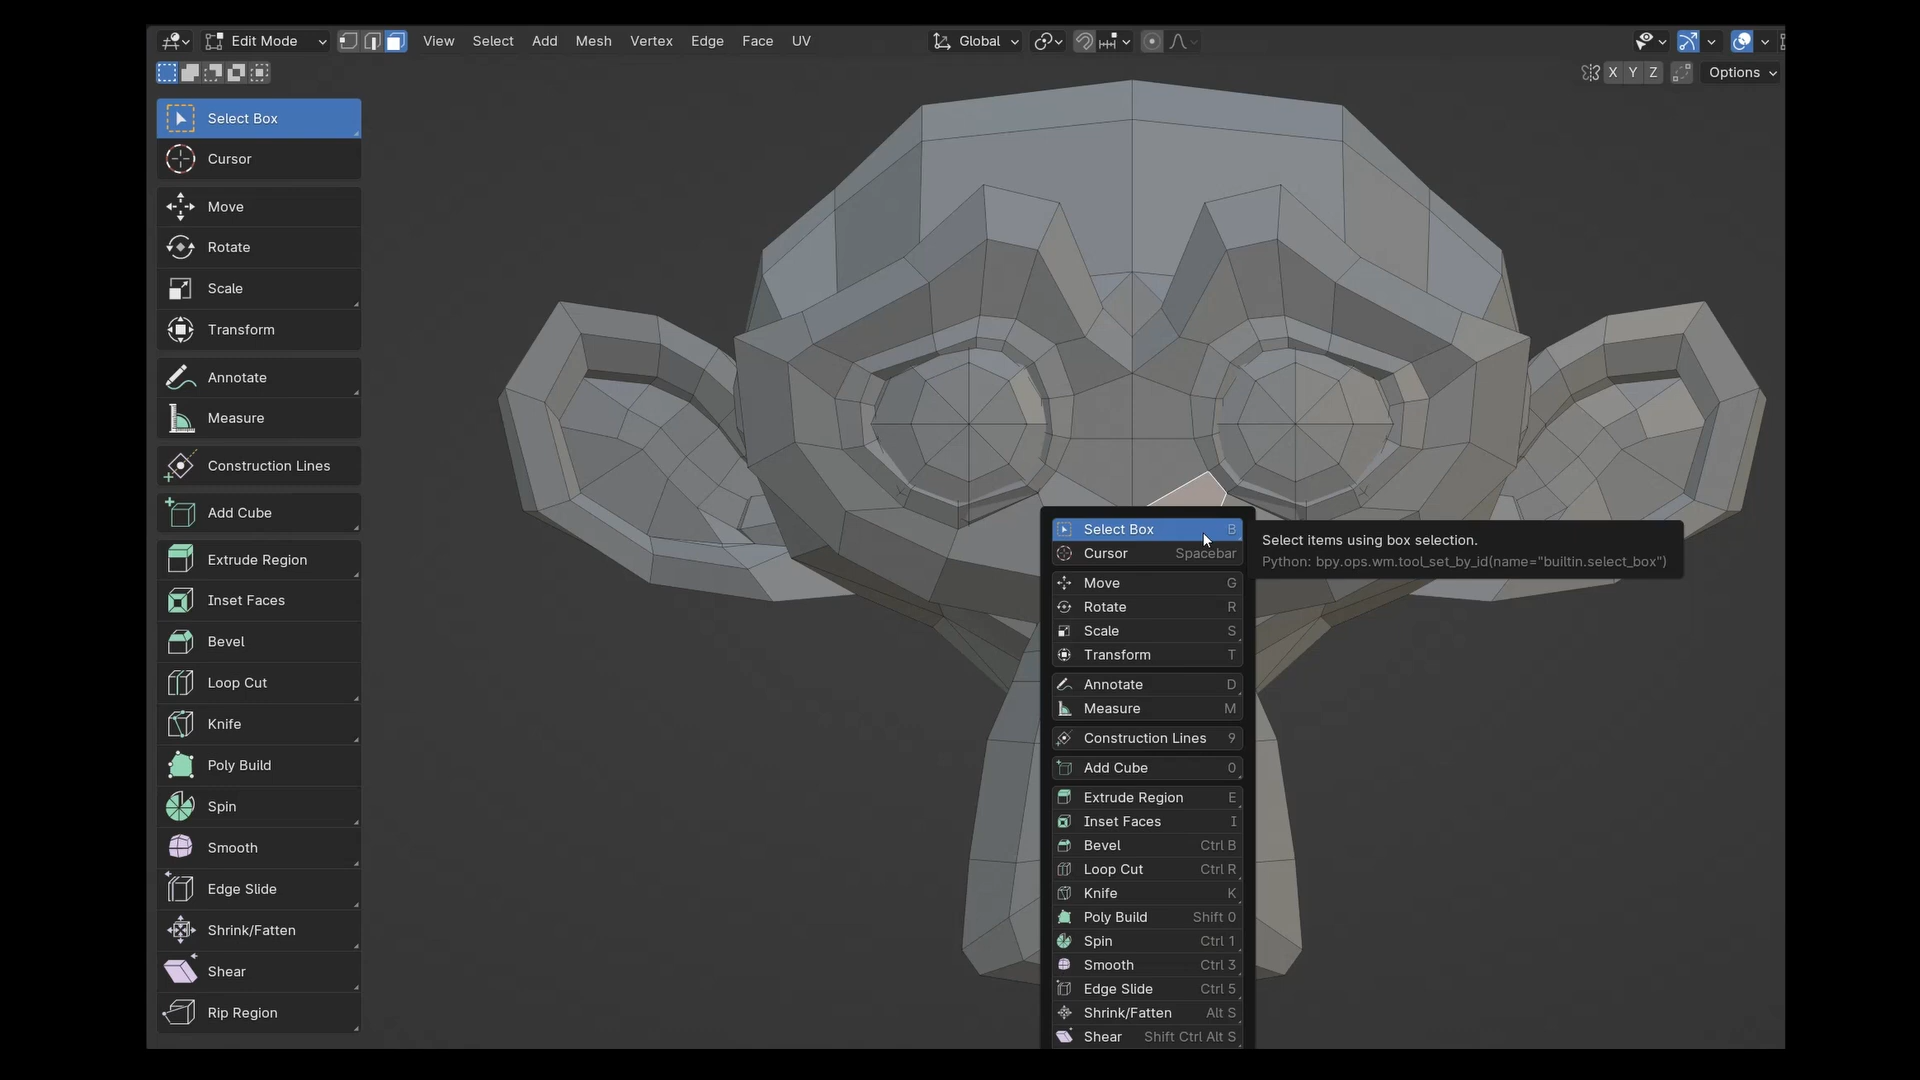 Edit Mode View Select Add Mesh Vertex Edge Face UV Global
X Y Z Options
Select Box
Cursor
Move
Rotate
Scale
Transform
Annotate
Measure
Construction Lines
Add Cube
Extrude Region
Inset Faces
Bevel
Loop Cut
Knife
Poly Build
Spin
Smooth
Edge Slide
Shrink/Fatten
Shear
Rip Region
Select Box B
Cursor Spacebar
Move G
Rotate R
Scale S
Transform T
Annotate D
Measure M
Construction Lines 9
Add Cube 0
Extrude Region E
Inset Faces I
Bevel Ctrl B
Loop Cut Ctrl R
Knife K
Poly Build Shift 0
Spin Ctrl 1
Smooth Ctrl 3
Edge Slide Ctrl 5
Shrink/Fatten Alt S
Shear Shift Ctrl Alt S
Select items using box selection.
Python: bpy.ops.wm.tool_set_by_id(name="builtin.select_box")